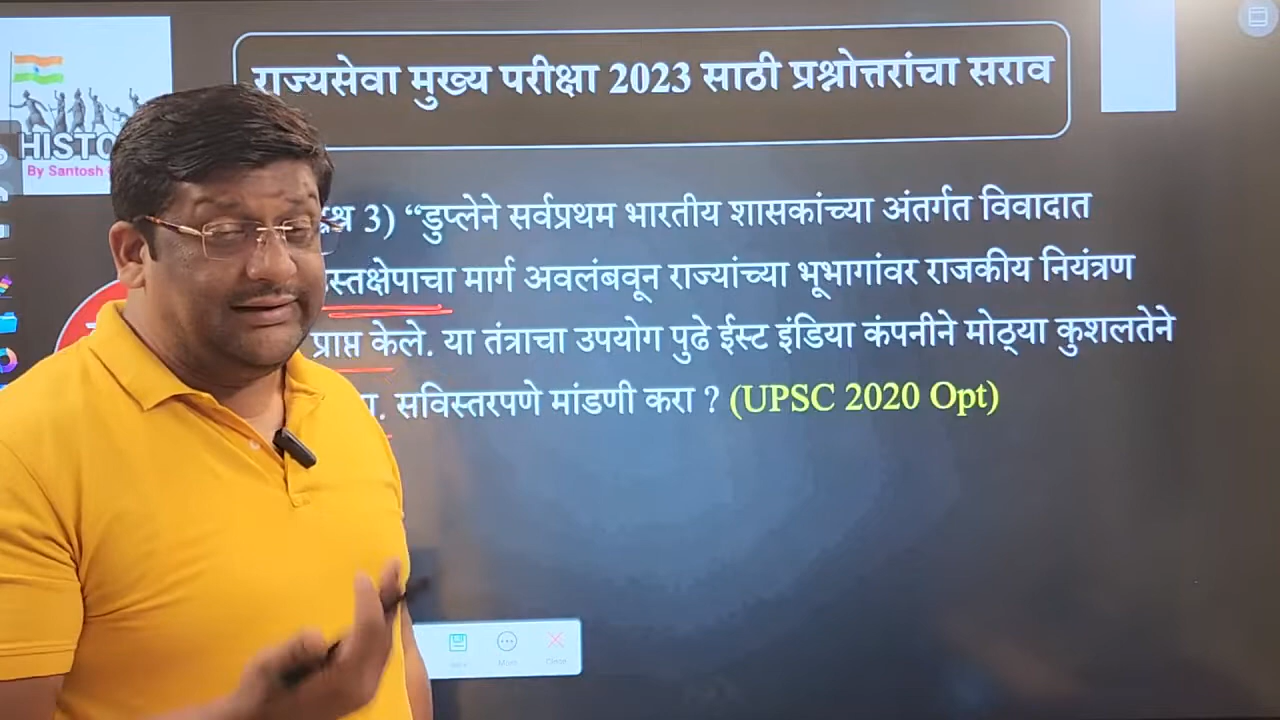 राज्यसेवा मुख्य परीक्षा 2023 साठी प्रश्नोत्तरांचा सराव
HISTO
By Santosh
3) “डुप्लेने सर्वप्रथम भारतीय शासकांच्या अंतर्गत विवादात
मार्ग अवलंबवून राज्यांच्या भूभागांवर राजकीय नियंत्रण
प्राप्त केले. या तंत्राचा उपयोग पुढे ईस्ट इंडिया कंपनीने मोठ्या कुशलतेने
सविस्तरपणे मांडणी करा ? (UPSC 2020 Opt)
More
Close